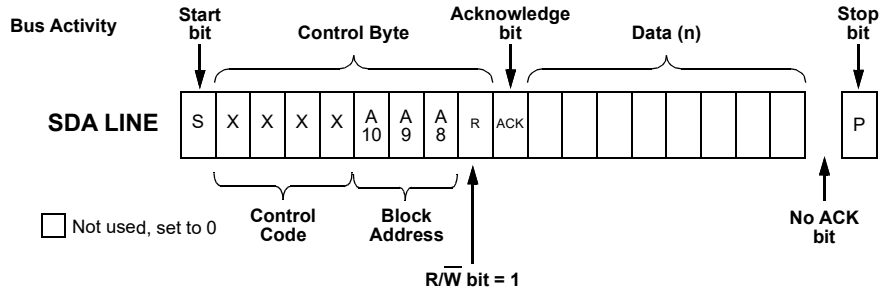 Bus Activity
Start
bit
Control Byte
Acknowledge
bit
Data (n)
Stop
bit
SDA LINE
S
X
X
X
X
A
10
A
9
A
8
R
ACK
P
Control
Code
Block
Address
No ACK
bit
Not used, set to 0
R/W̅ bit = 1